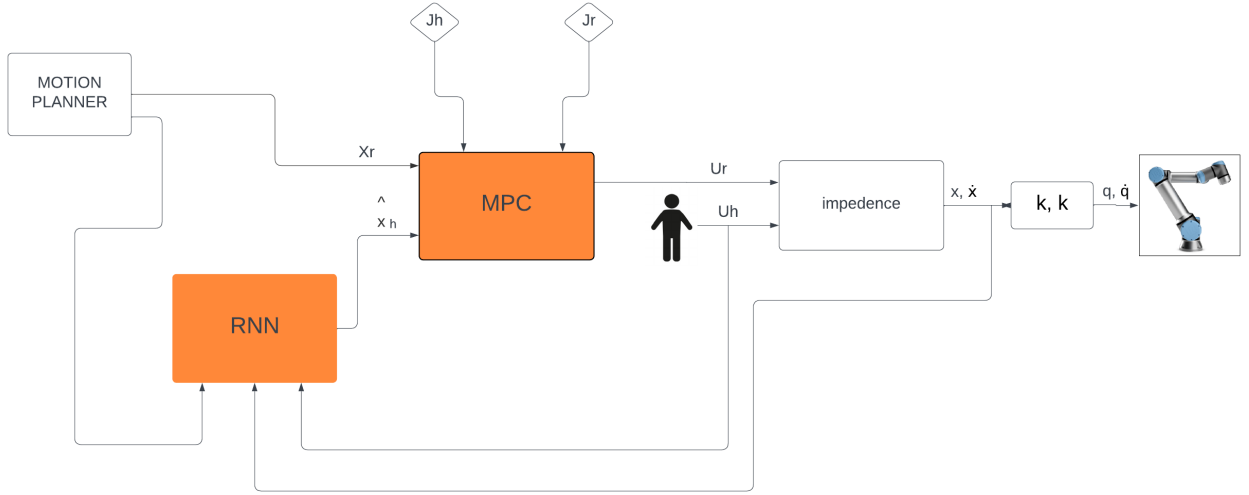 Jh
Jr
MOTION
PLANNER
Xr
MPC
^
x h
Ur
Uh
impedence
x, ẋ
k, k
q, q̇
RNN